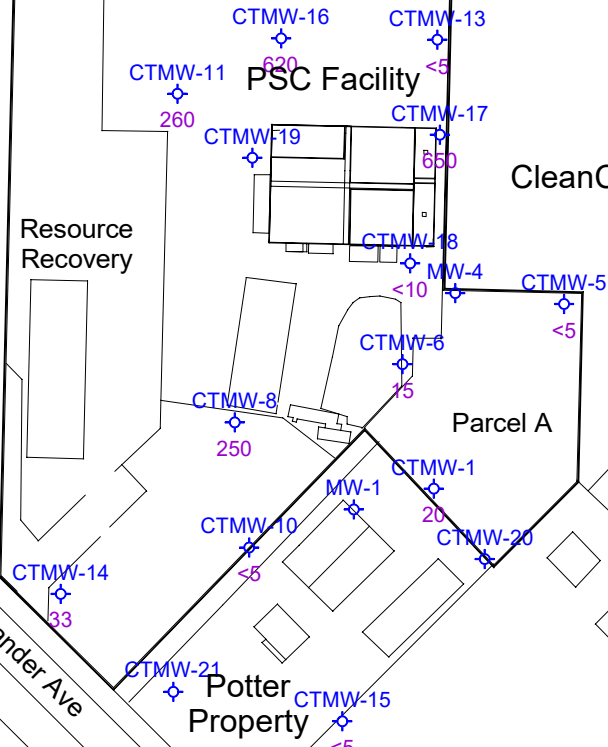 CTMW-16
CTMW-13
620
<5
PSC Facility
CTMW-11
260
CTMW-17
650
CTMW-19
CleanC
Resource
Recovery
CTMW-18
<10
MW-4
CTMW-5
<5
CTMW-6
15
CTMW-8
250
Parcel A
CTMW-1
20
MW-1
CTMW-10
<5
CTMW-20
CTMW-14
33
ander Ave
CTMW-21
Potter
Property
CTMW-15
<5